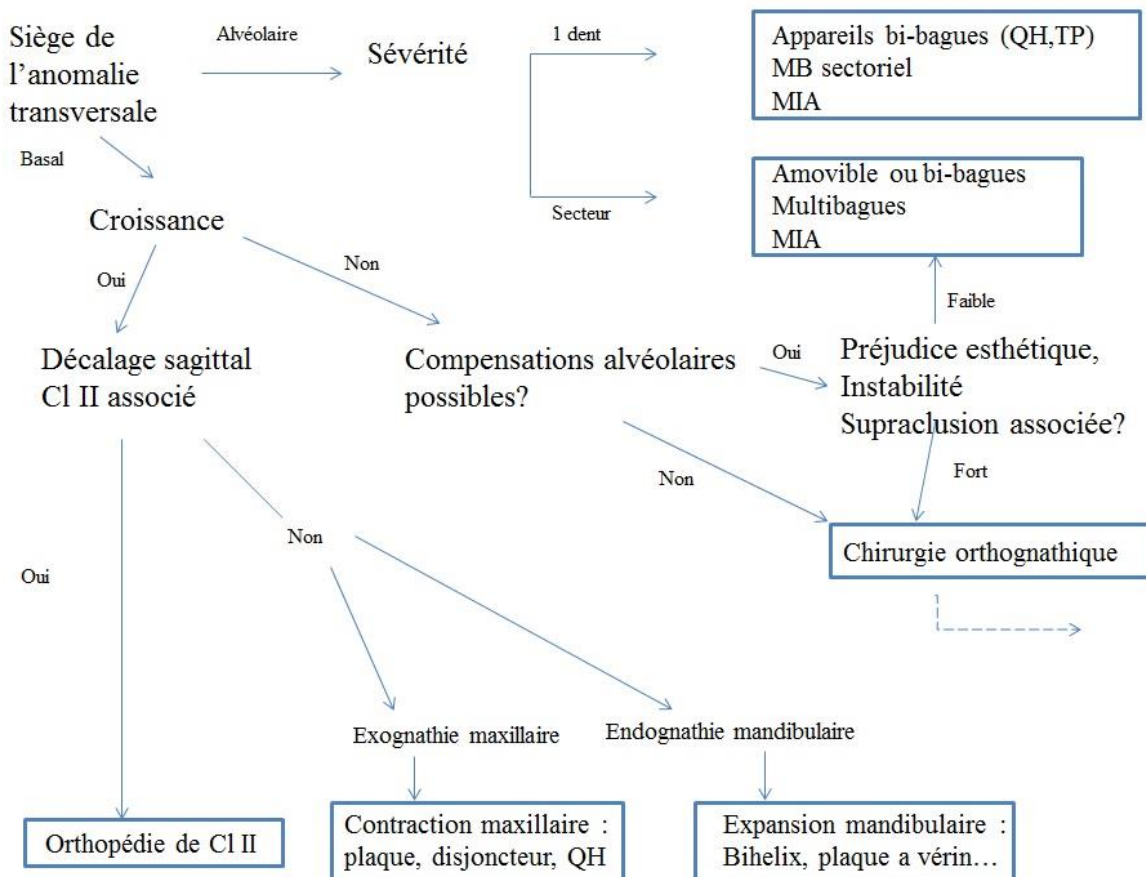 Siège de
l’anomalie
transversale
Alvéolaire
Sévérité
1 dent
Appareils bi-bagues (QH,TP)
MB sectoriel
MIA
Basal
Secteur
Amovible ou bi-bagues
Multibagues
MIA
Croissance
Oui
Non
Faible
Décalage sagittal
Cl II associé
Compensations alvéolaires
possibles?
Oui
Préjudice esthétique,
Instabilité
Supraclusion associée?
Non
Fort
Non
Oui
Chirurgie orthognathique
Exognathie maxillaire
Endognathie mandibulaire
Orthopédie de Cl II
Contraction maxillaire :
plaque, disjoncteur, QH
Expansion mandibulaire :
Bihelix, plaque a vérin…